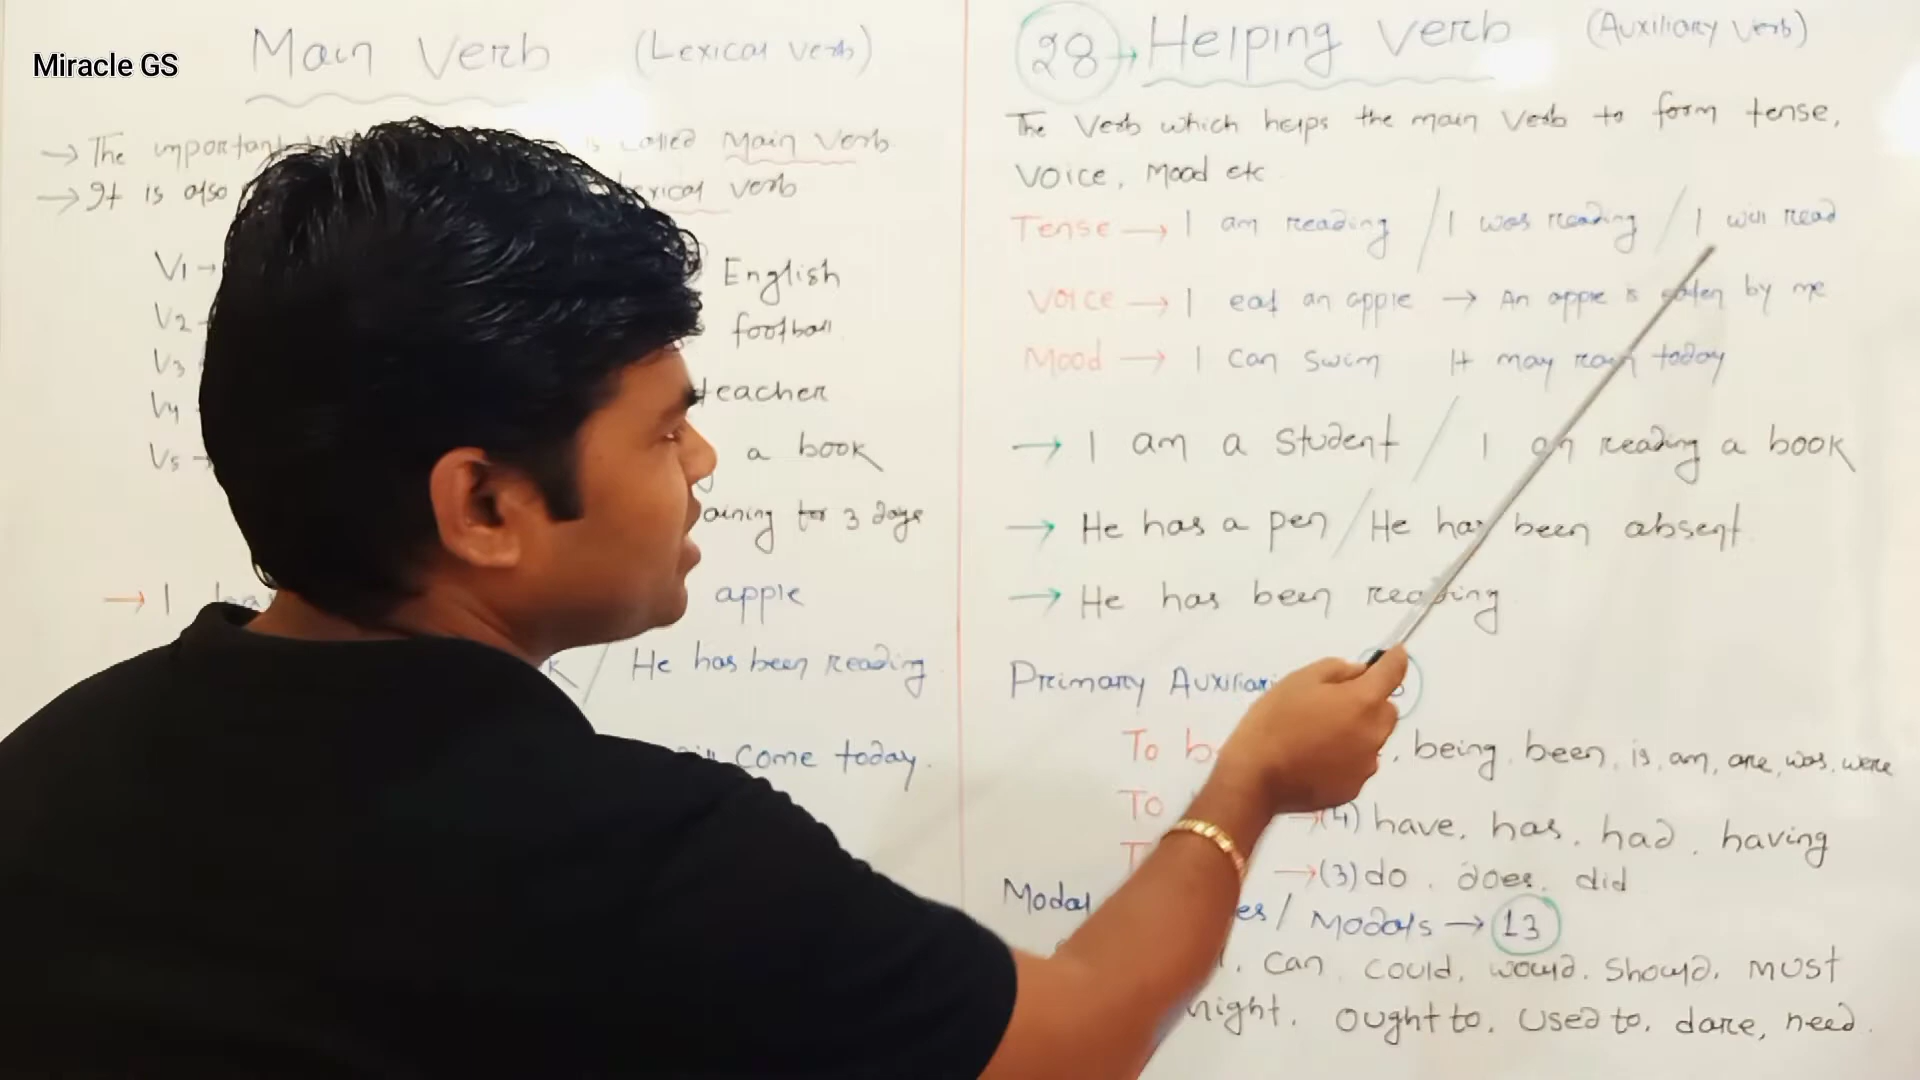 Miracle GS
Main Verb (Lexical verb)
→ The important is called Main Verb
→ It is also Lexical verb
V1 → English
V2 football
V3 teacher
V4 a book
V5 → raining for 3 days
→ I apple
He has been reading
will come today.
28 → Helping Verb (Auxiliary Verb)
The Verb which helps the main verb to form tense,
Voice, Mood etc
Tense → I am reading / I was reading / I will read
Voice → I eat an apple → An apple is eaten by me
Mood → I can swim It may rain today
→ I am a student / I am reading a book
→ He has a pen / He has been absent
→ He has been reading
Primary Auxiliari
To be , being, been, is, am, are, was, were
To → (4) have, has, had, having
→ (3) do, does, did
Modal es / Modals → 13
can, could, would, should, must
might, ought to, used to, dare, need.